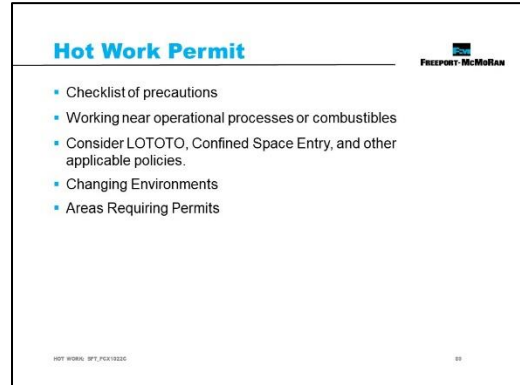 Hot Work Permit
FREEPORT-McMoRAN
Checklist of precautions
Working near operational processes or combustibles
Consider LOTOTO, Confined Space Entry, and other
applicable policies.
Changing Environments
Areas Requiring Permits
HOT WORK: SFT_FCX1022C